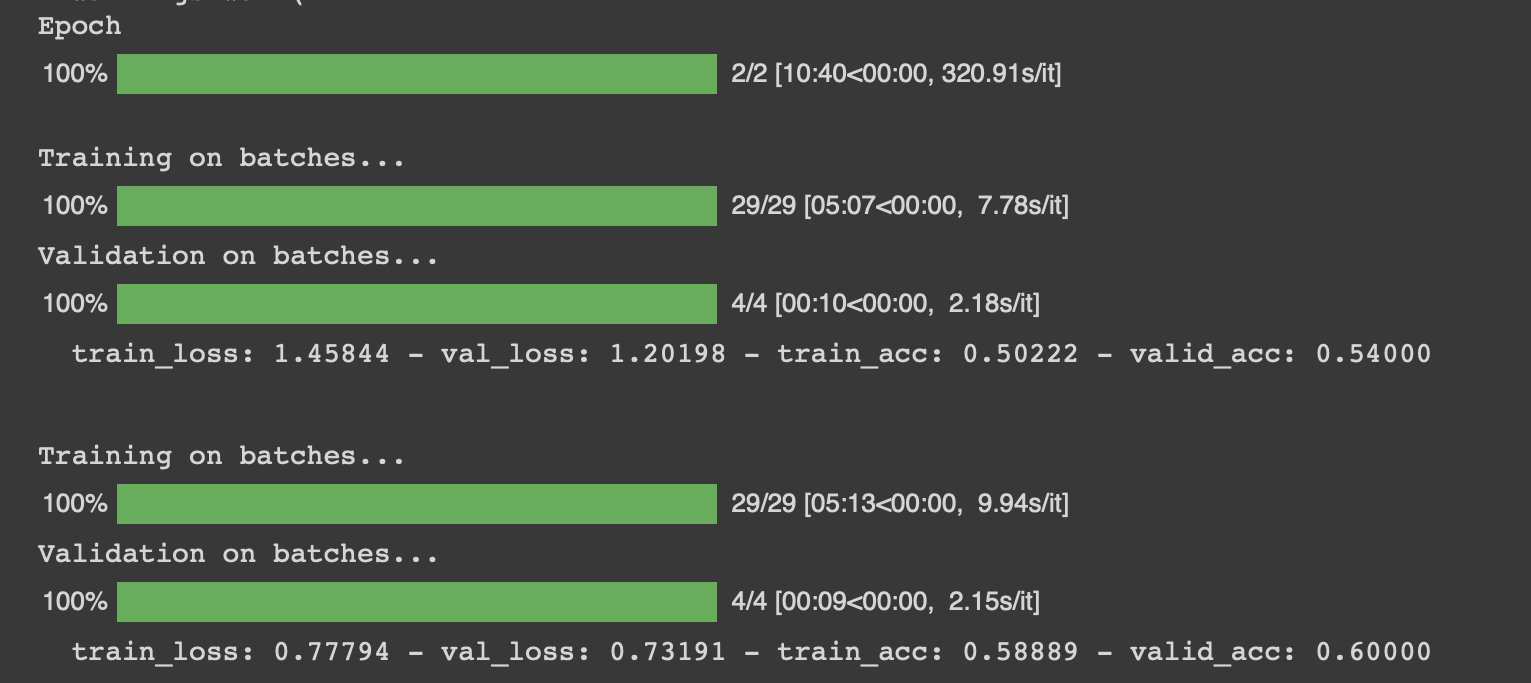 Epoch
100% 2/2 [10:40<00:00, 320.91s/it]
Training on batches...
100% 29/29 [05:07<00:00, 7.78s/it]
Validation on batches...
100% 4/4 [00:10<00:00, 2.18s/it]
train_loss: 1.45844 - val_loss: 1.20198 - train_acc: 0.50222 - valid_acc: 0.54000
Training on batches...
100% 29/29 [05:13<00:00, 9.94s/it]
Validation on batches...
100% 4/4 [00:09<00:00, 2.15s/it]
train_loss: 0.77794 - val_loss: 0.73191 - train_acc: 0.58889 - valid_acc: 0.60000